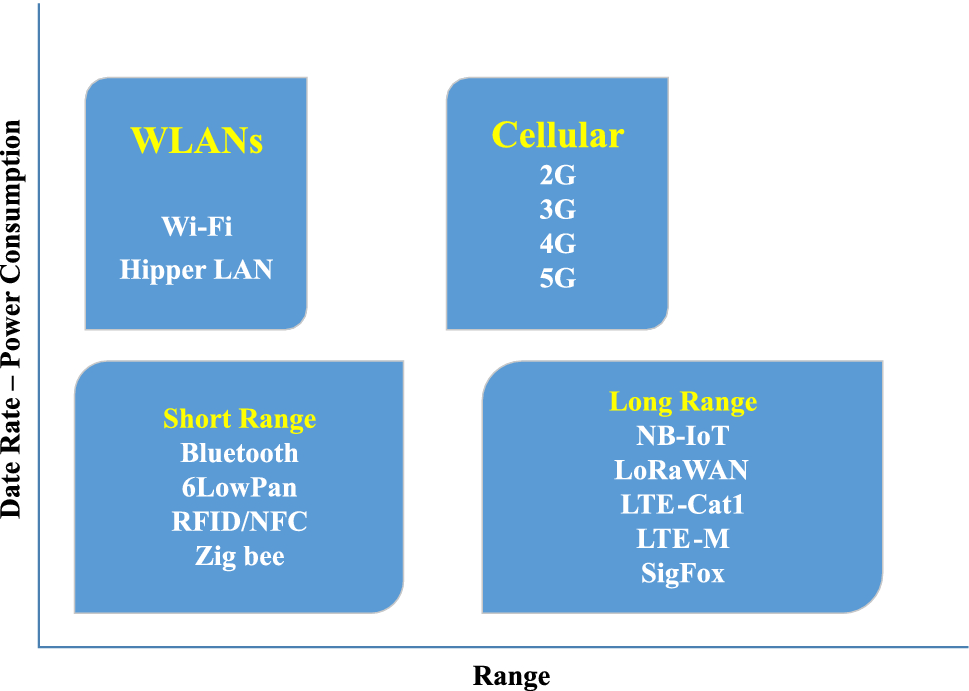 Date Rate – Power Consumption
WLANs
Wi-Fi
Hipper LAN
Cellular
2G
3G
4G
5G
Short Range
Bluetooth
6LowPan
RFID/NFC
Zig bee
Long Range
NB-IoT
LoRaWAN
LTE-Cat1
LTE-M
SigFox
Range